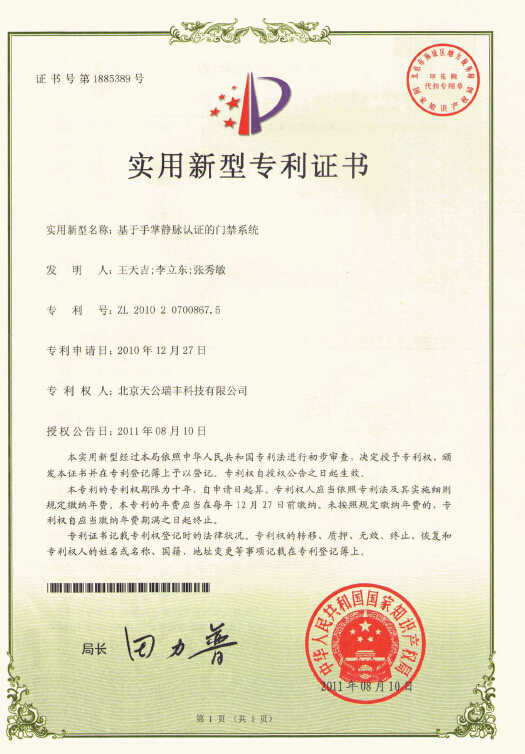 证书号第1885389号
北京市海淀区地方税务局
印花税
代扣专用章
国家知识产权局
实用新型专利证书
实用新型名称：基于手掌静脉认证的门禁系统
发明人：王天吉;李立东;张秀敏
专利号：ZL 2010 2 0700867.5
专利申请日：2010年12月27日
专利权人：北京天公瑞丰科技有限公司
授权公告日：2011年08月10日
本实用新型经过本局依照中华人民共和国专利法进行初步审查，决定授予专利权，颁
发本证书并在专利登记簿上予以登记。专利权自授权公告之日起生效。
本专利的专利权期限为十年，自申请日起算。专利权人应当依照专利法及其实施细则
规定缴纳年费。本专利的年费应当在每年12月27日前缴纳。未按照规定缴纳年费的，专
利权自应当缴纳年费期满之日起终止。
专利证书记载专利权登记时的法律状况。专利权的转移、质押、无效、终止、恢复和
专利权人的姓名或名称、国籍、地址变更等事项记载在专利登记簿上。
局长 田力普
中华人民共和国国家知识产权局
2011年08月10日
第1页（共1页）